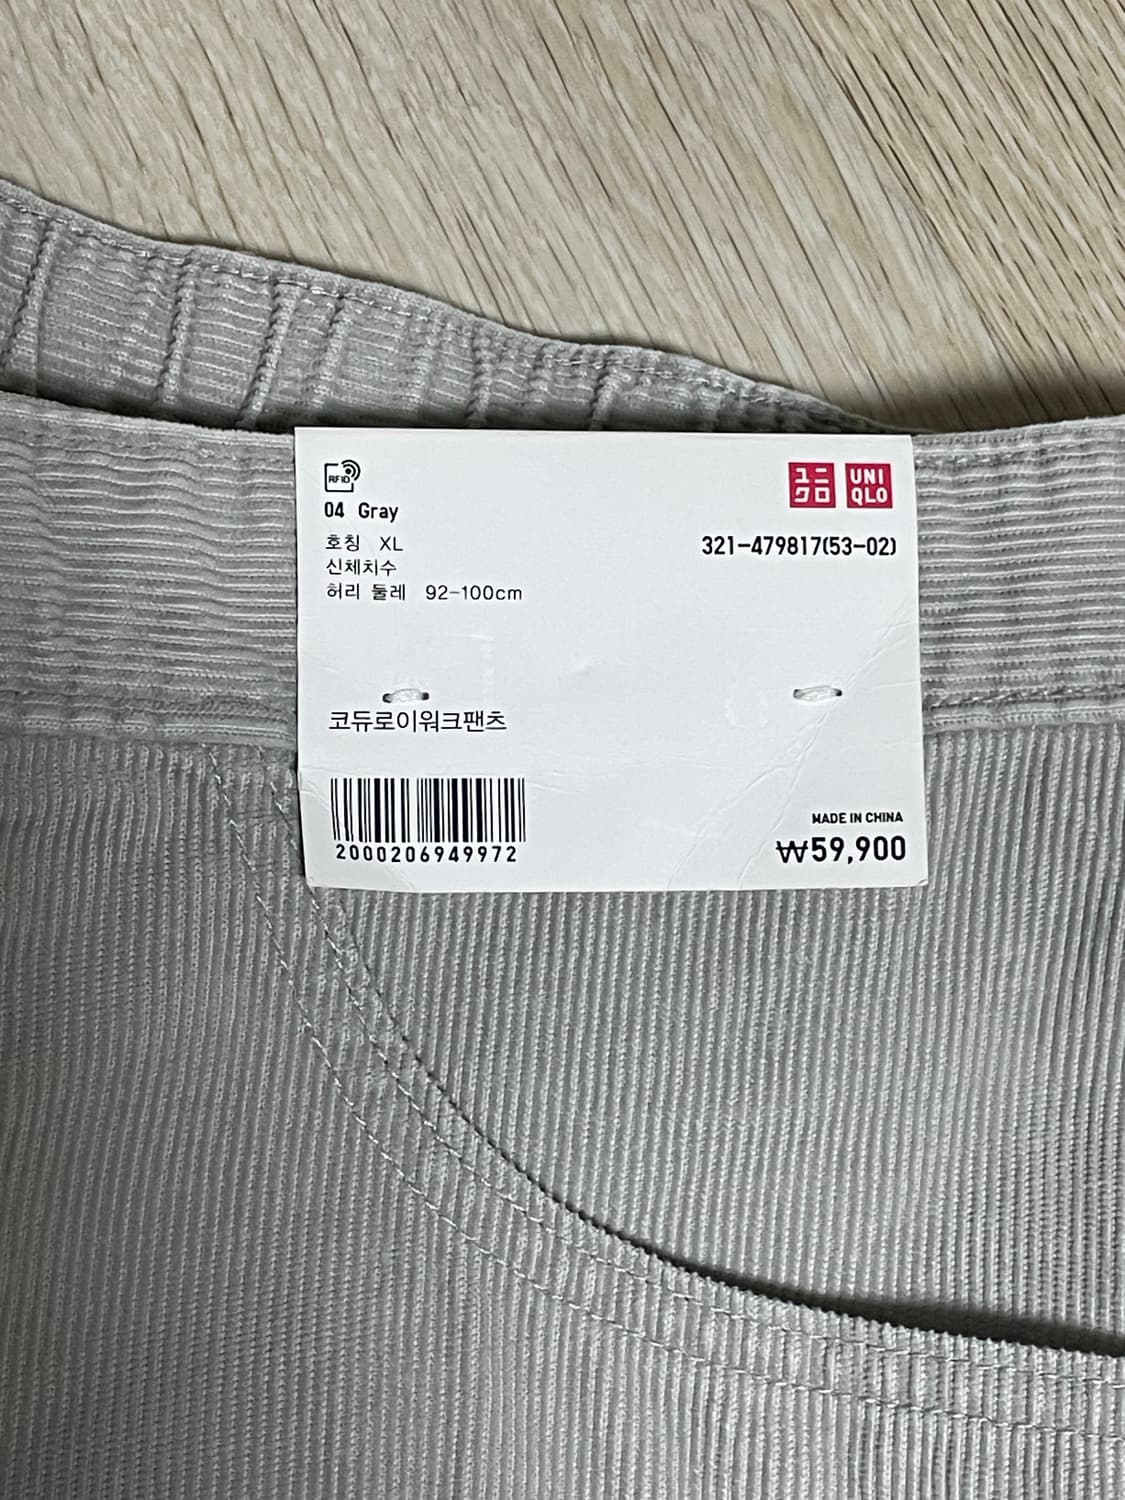 RFID
ユニクロ
UNIQLO
04 Gray
호칭 XL
321-479817(53-02)
신체치수
허리 둘레 92-100cm
코듀로이워크팬츠
2000206949972
MADE IN CHINA
₩59,900